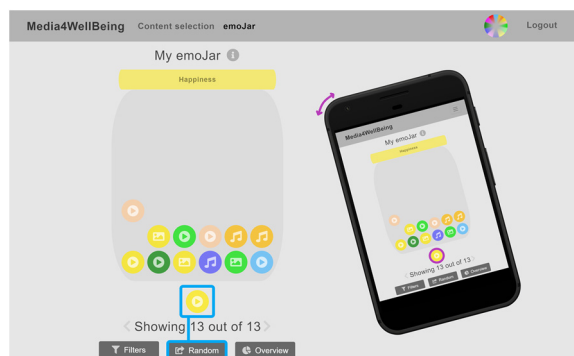 Media4WellBeing Content selection emoJar Logout
My emoJar i
Happiness
Showing 13 out of 13
Filters Random Overview
Media4WellBeing
My emoJar i
Happiness
Showing 13 out of 13
Filters Random Overview